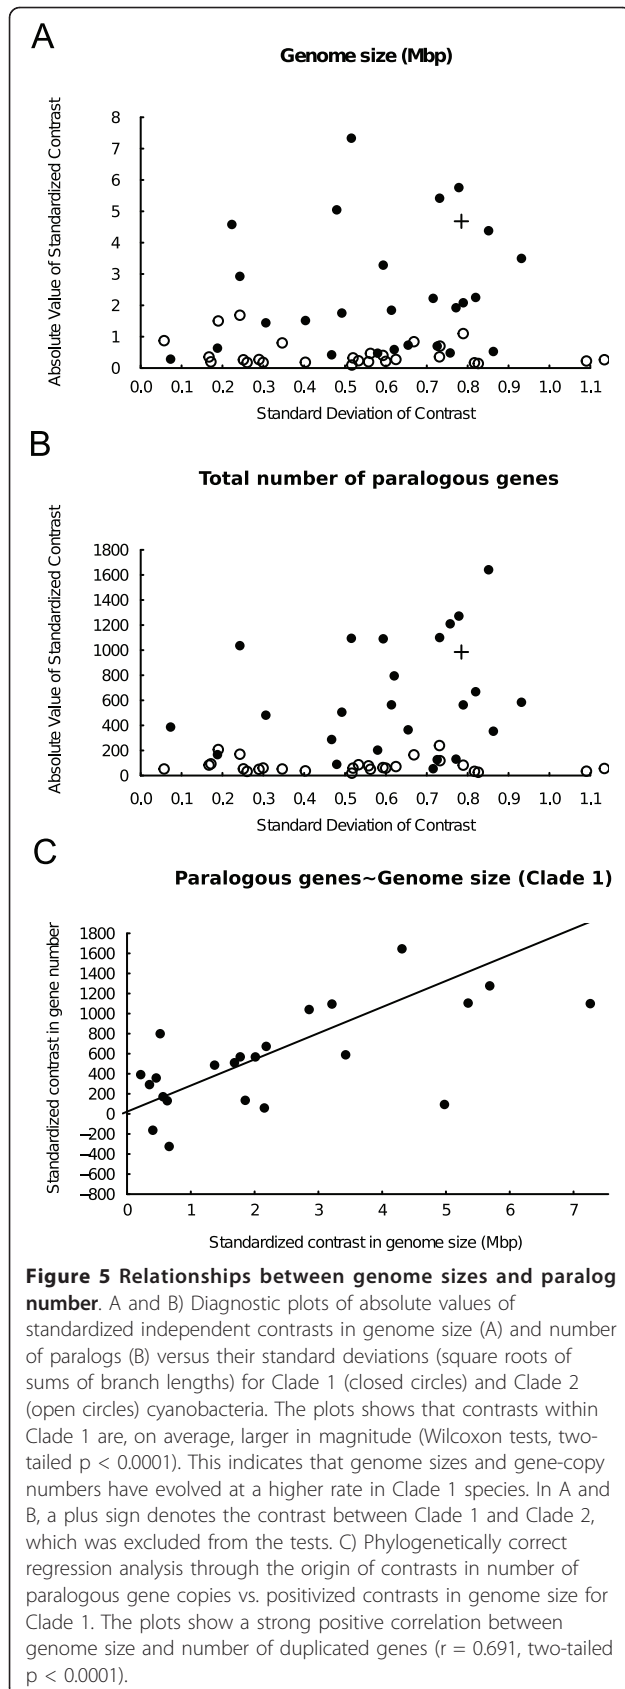 A
Genome size (Mbp)
Absolute Value of Standardized Contrast
8
7
6
5
4
3
2
1
0
0.0 0.1 0.2 0.3 0.4 0.5 0.6 0.7 0.8 0.9 1.0 1.1
Standard Deviation of Contrast
B
Total number of paralogous genes
Absolute Value of Standardized Contrast
1800
1600
1400
1200
1000
800
600
400
200
0
0.0 0.1 0.2 0.3 0.4 0.5 0.6 0.7 0.8 0.9 1.0 1.1
Standard Deviation of Contrast
C
Paralogous genes~Genome size (Clade 1)
Standardized contrast in gene number
1800
1600
1400
1200
1000
800
600
400
200
0
−200
−400
−600
−800
0 1 2 3 4 5 6 7
Standardized contrast in genome size (Mbp)
Figure 5 Relationships between genome sizes and paralog
number. A and B) Diagnostic plots of absolute values of
standardized independent contrasts in genome size (A) and number
of paralogs (B) versus their standard deviations (square roots of
sums of branch lengths) for Clade 1 (closed circles) and Clade 2
(open circles) cyanobacteria. The plots shows that contrasts within
Clade 1 are, on average, larger in magnitude (Wilcoxon tests, two-
tailed p < 0.0001). This indicates that genome sizes and gene-copy
numbers have evolved at a higher rate in Clade 1 species. In A and
B, a plus sign denotes the contrast between Clade 1 and Clade 2,
which was excluded from the tests. C) Phylogenetically correct
regression analysis through the origin of contrasts in number of
paralogous gene copies vs. positivized contrasts in genome size for
Clade 1. The plots show a strong positive correlation between
genome size and number of duplicated genes (r = 0.691, two-tailed
p < 0.0001).